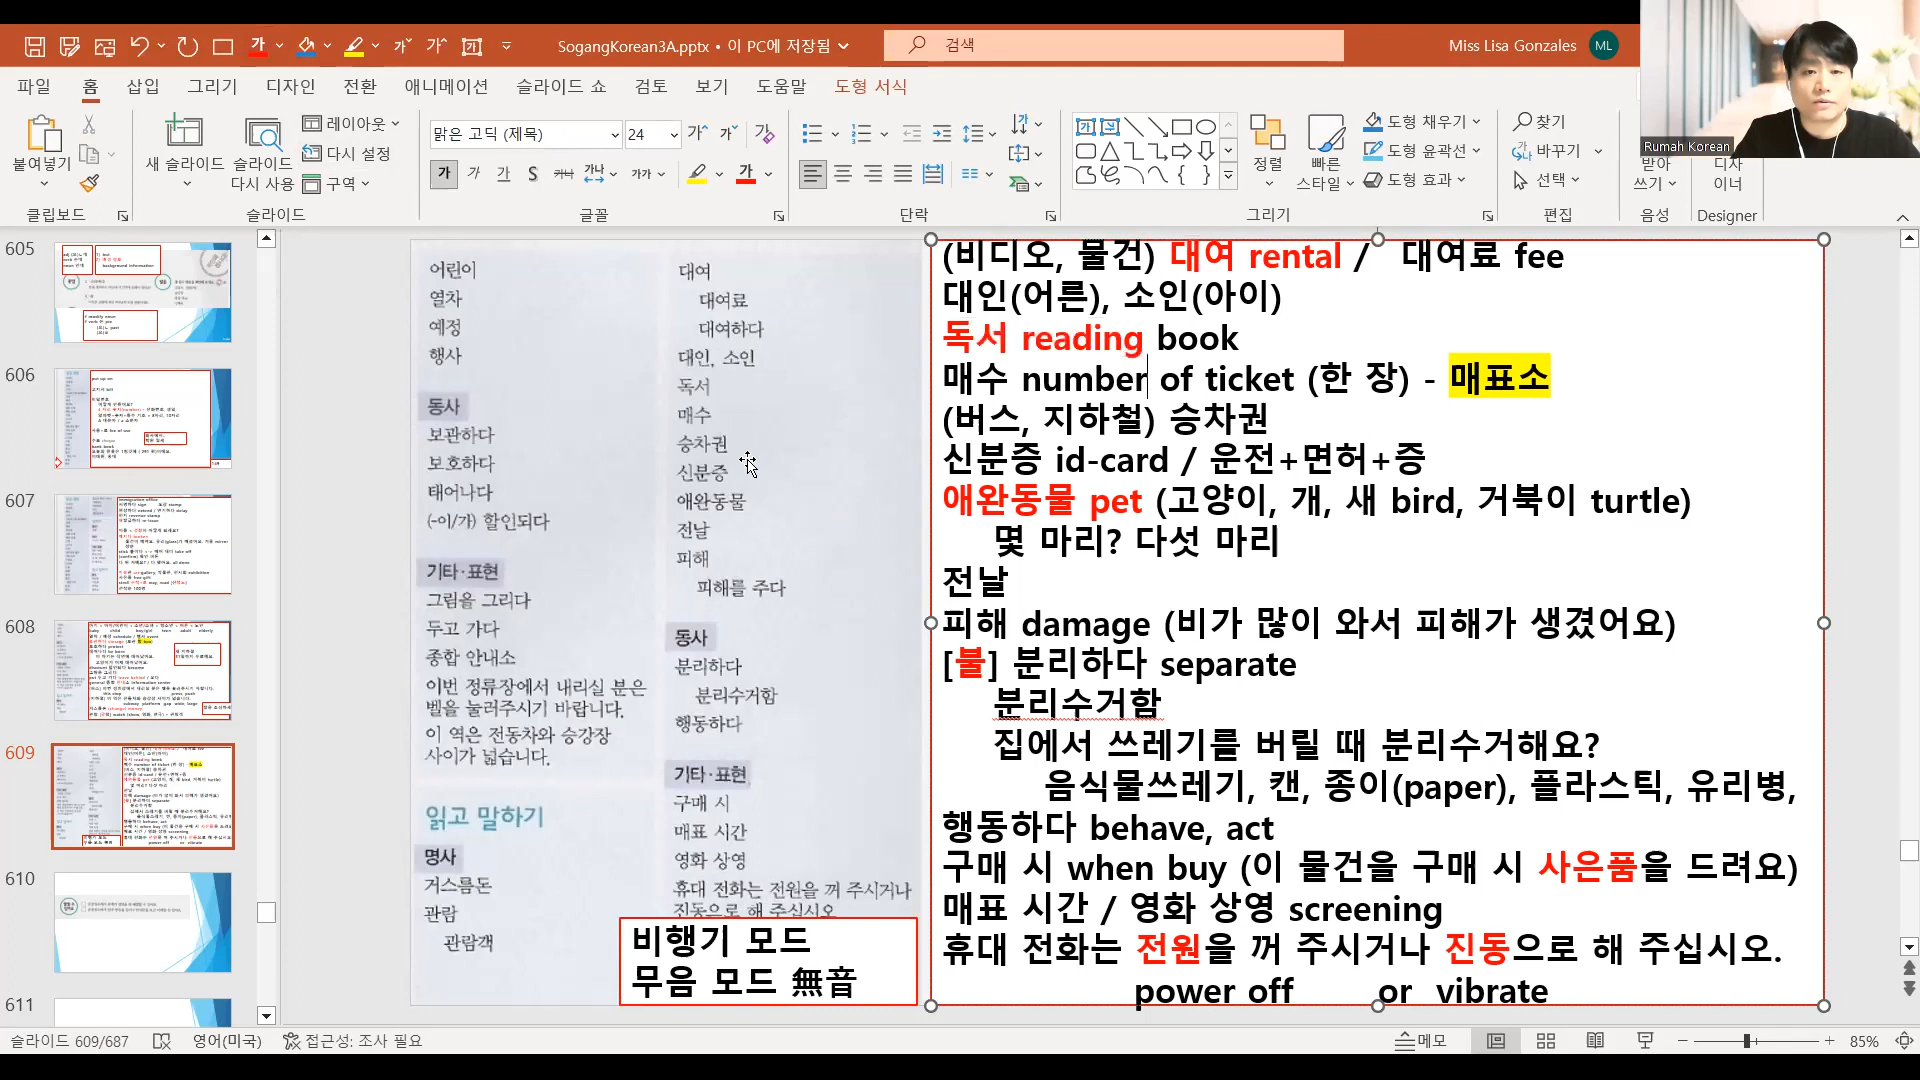 SogangKorean3A.pptx • 이 PC에 저장됨
검색
Miss Lisa Gonzales
ML
파일 홈 삽입 그리기 디자인 전환 애니메이션 슬라이드 쇼 검토 보기 도움말 도형 서식
붙여넣기
새 슬라이드
슬라이드 다시 사용
레이아웃
다시 설정
구역
맑은 고딕 (제목) 24
정렬
빠른 스타일
도형 채우기
도형 윤곽선
도형 효과
찾기
바꾸기
선택
받아쓰기
디자이너
Rumah Korean
클립보드 슬라이드 글꼴 단락 그리기 편집 음성 Designer
605
606
607
608
609
610
611
어린이
열차
예정
행사
동사
보관하다
보호하다
태어나다
(-이/가) 할인되다
기타·표현
그림을 그리다
두고 가다
종합 안내소
이번 정류장에서 내리실 분은
벨을 눌러주시기 바랍니다.
이 역은 전동차와 승강장
사이가 넓습니다.
읽고 말하기
명사
거스름돈
관람
관람객
대여
대여료
대여하다
대인, 소인
독서
매수
승차권
신분증
애완동물
전날
피해
피해를 주다
동사
분리하다
분리수거함
행동하다
기타·표현
구매 시
매표 시간
영화 상영
휴대 전화는 전원을 꺼 주시거나
진동으로 해 주십시오
비행기 모드
무음 모드 無音
(비디오, 물건) 대여 rental / 대여료 fee
대인(어른), 소인(아이)
독서 reading book
매수 number of ticket (한 장) - 매표소
(버스, 지하철) 승차권
신분증 id-card / 운전+면허+증
애완동물 pet (고양이, 개, 새 bird, 거북이 turtle)
몇 마리? 다섯 마리
전날
피해 damage (비가 많이 와서 피해가 생겼어요)
[불] 분리하다 separate
분리수거함
집에서 쓰레기를 버릴 때 분리수거해요?
음식물쓰레기, 캔, 종이(paper), 플라스틱, 유리병,
행동하다 behave, act
구매 시 when buy (이 물건을 구매 시 사은품을 드려요)
매표 시간 / 영화 상영 screening
휴대 전화는 전원을 꺼 주시거나 진동으로 해 주십시오.
power off or vibrate
슬라이드 609/687
영어(미국)
접근성: 조사 필요
메모
85%